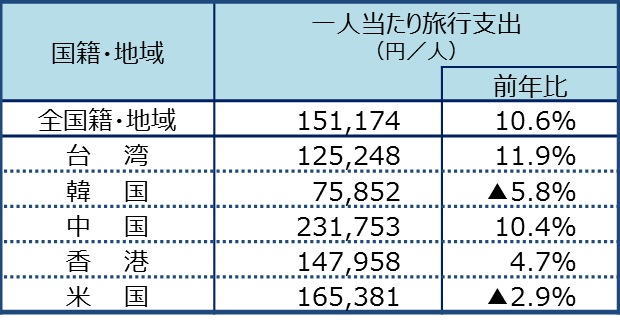 国籍・地域
一人当たり旅行支出
（円／人）
前年比
全国籍・地域 151,174 10.6%
台 湾 125,248 11.9%
韓 国 75,852 ▲5.8%
中 国 231,753 10.4%
香 港 147,958 4.7%
米 国 165,381 ▲2.9%